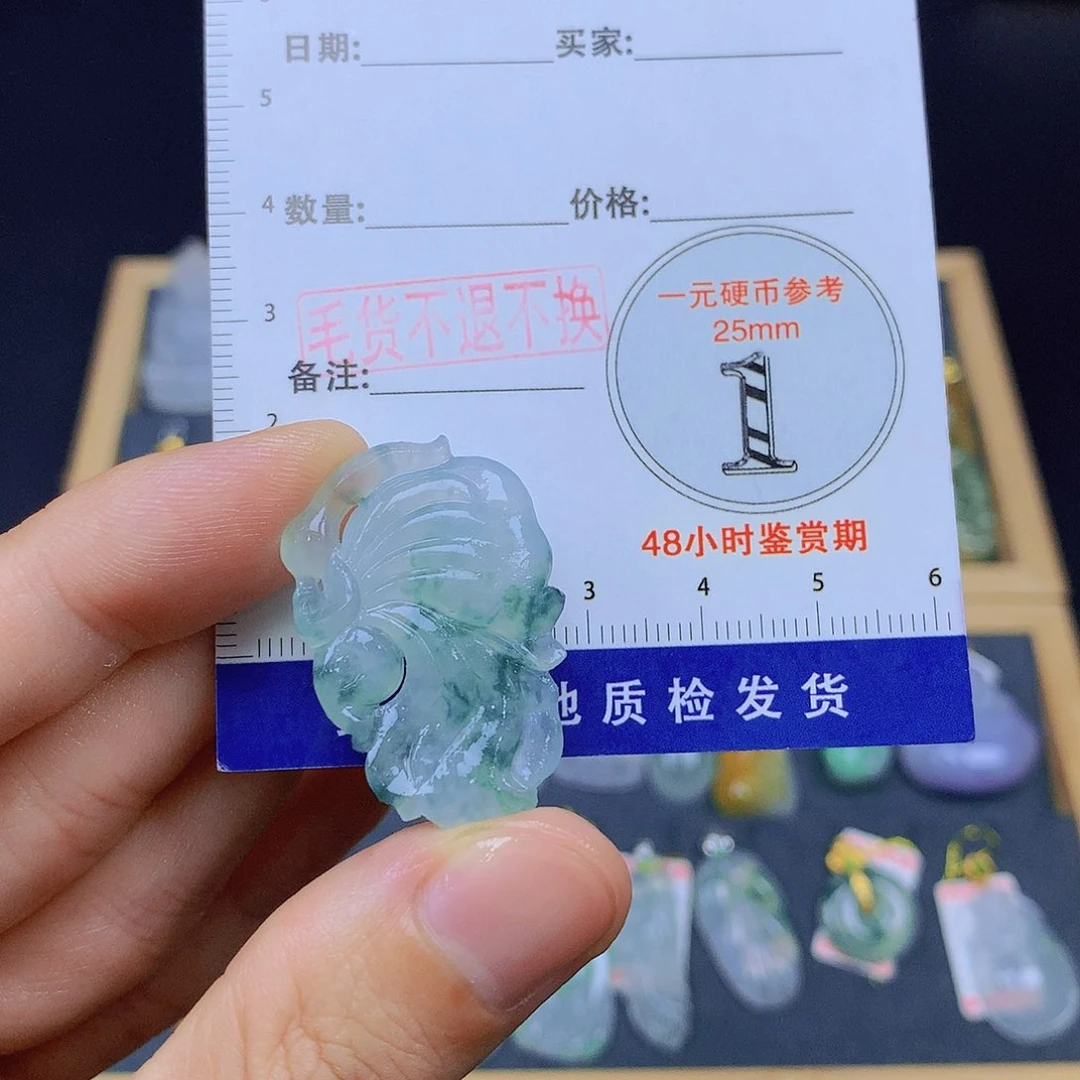 日期: 买家:
5
4 数量: 价格:
3 毛货不退不换
一元硬币参考
25mm
1
备注:
2
48小时鉴赏期
3 4 5 6
地质检发货